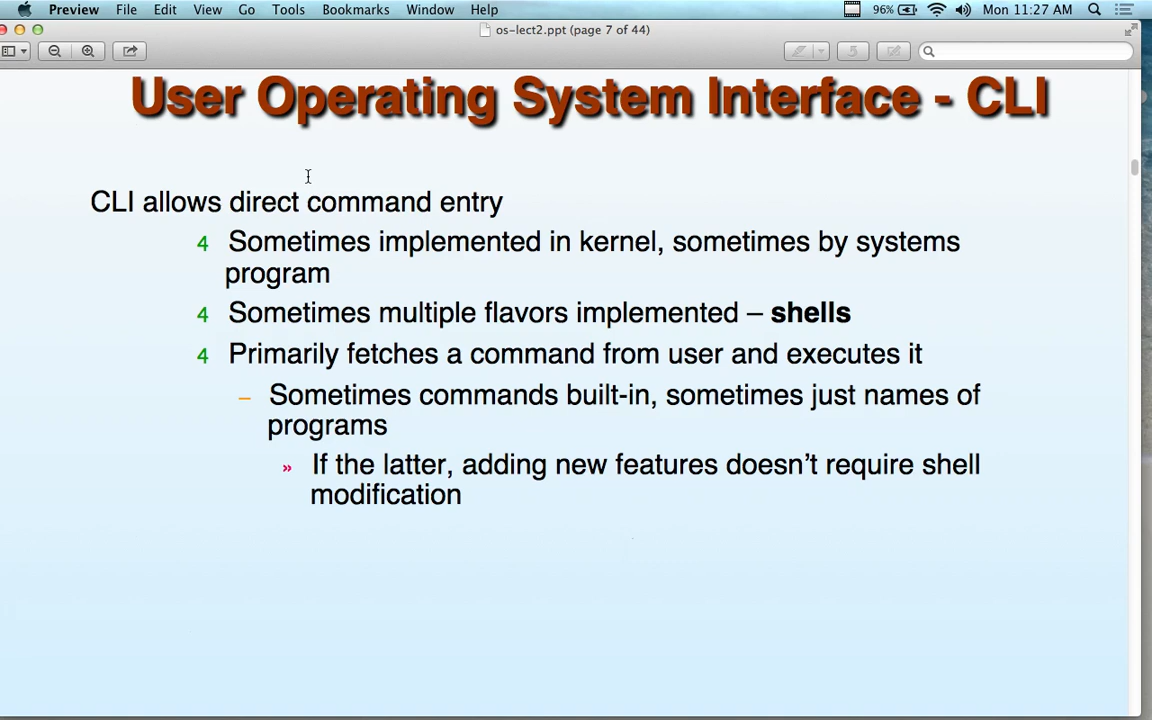 Preview File Edit View Go Tools Bookmarks Window Help 96% Mon 11:27 AM
os-lect2.ppt (page 7 of 44)
User Operating System Interface - CLI
CLI allows direct command entry
4 Sometimes implemented in kernel, sometimes by systems
program
4 Sometimes multiple flavors implemented – shells
4 Primarily fetches a command from user and executes it
– Sometimes commands built-in, sometimes just names of
programs
» If the latter, adding new features doesn’t require shell
modification